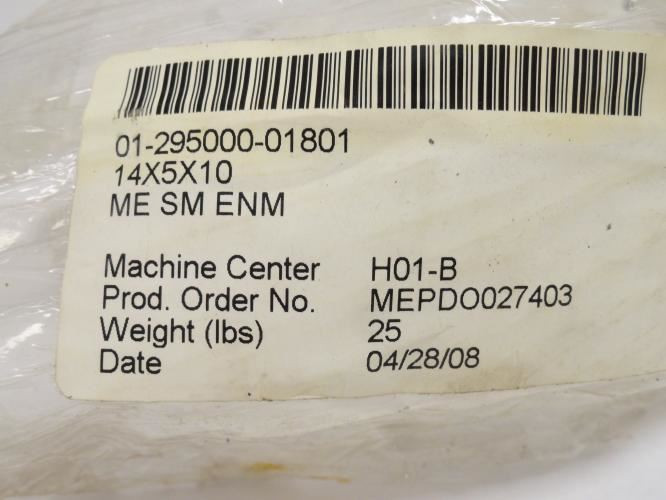 01-295000-01801
14X5X10
ME SM ENM
Machine Center H01-B
Prod. Order No. MEPDO027403
Weight (lbs) 25
Date 04/28/08